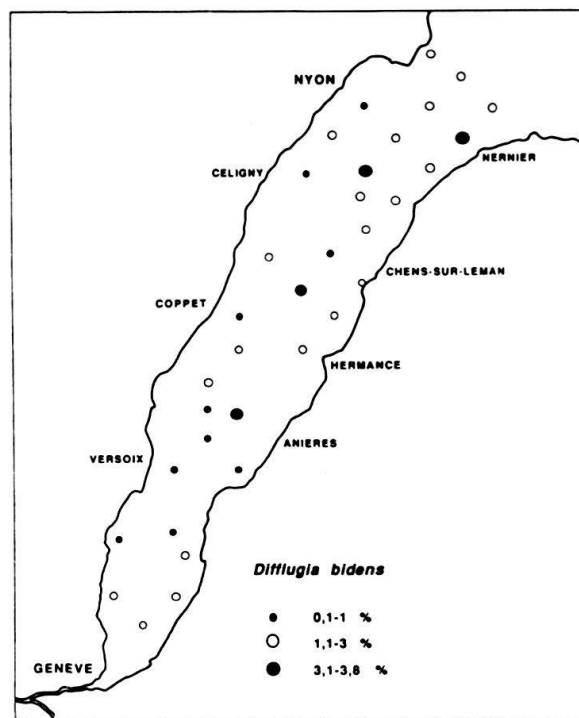 NYON
NERNIER
CELIGNY
CHENS-SUR-LEMAN
COPPET
HERMANCE
ANIERES
VERSOIX
Difflugia bidens
0,1-1 %
1,1-3 %
GENEVE
3,1-3,8 %